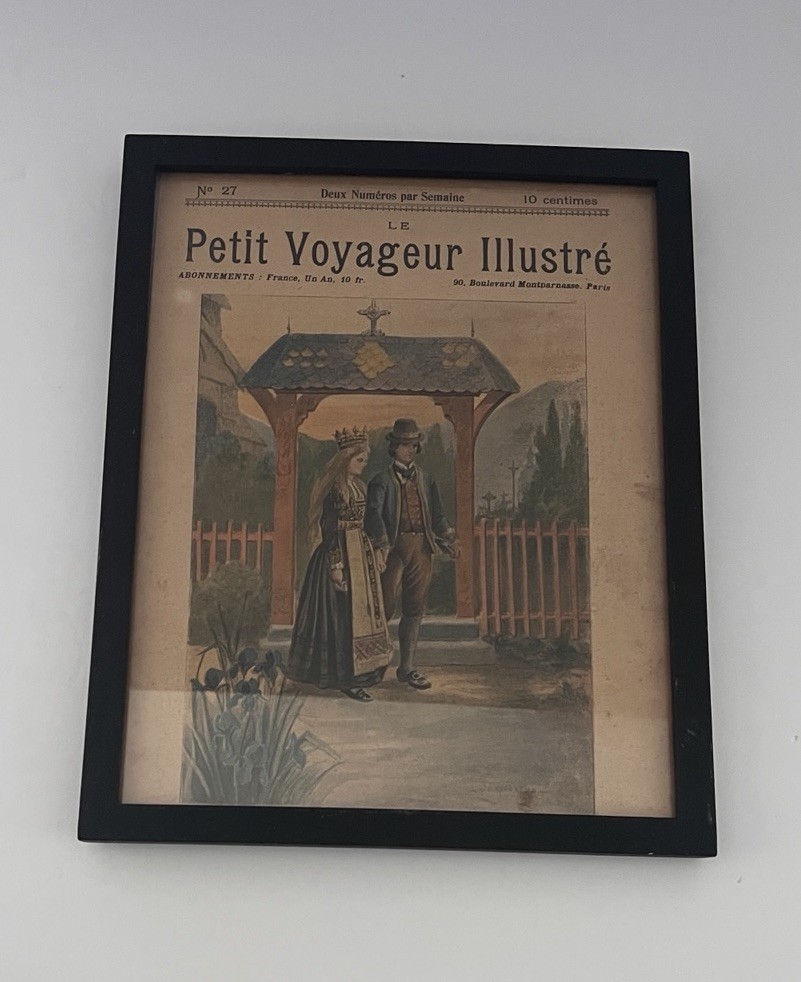 Nº 27 Deux Numéros par Semaine 10 centimes
LE
Petit Voyageur Illustré
ABONNEMENTS : France, Un An, 10 fr. 90, Boulevard Montparnasse, Paris